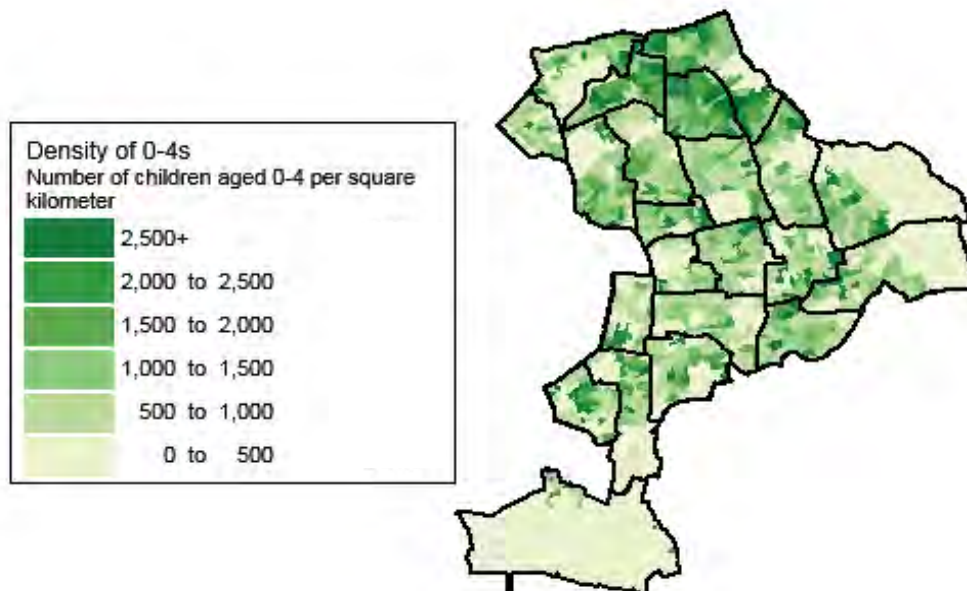 Density of 0-4s
Number of children aged 0-4 per square
kilometer
2,500+
2,000 to 2,500
1,500 to 2,000
1,000 to 1,500
500 to 1,000
0 to 500